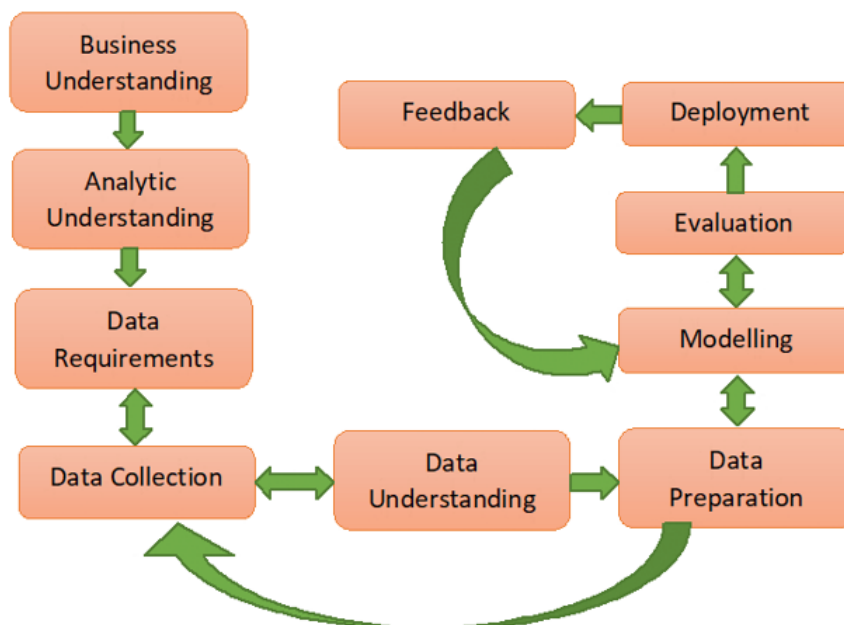 Business
Understanding
Analytic
Understanding
Data
Requirements
Data Collection
Data
Understanding
Data
Preparation
Modelling
Evaluation
Deployment
Feedback